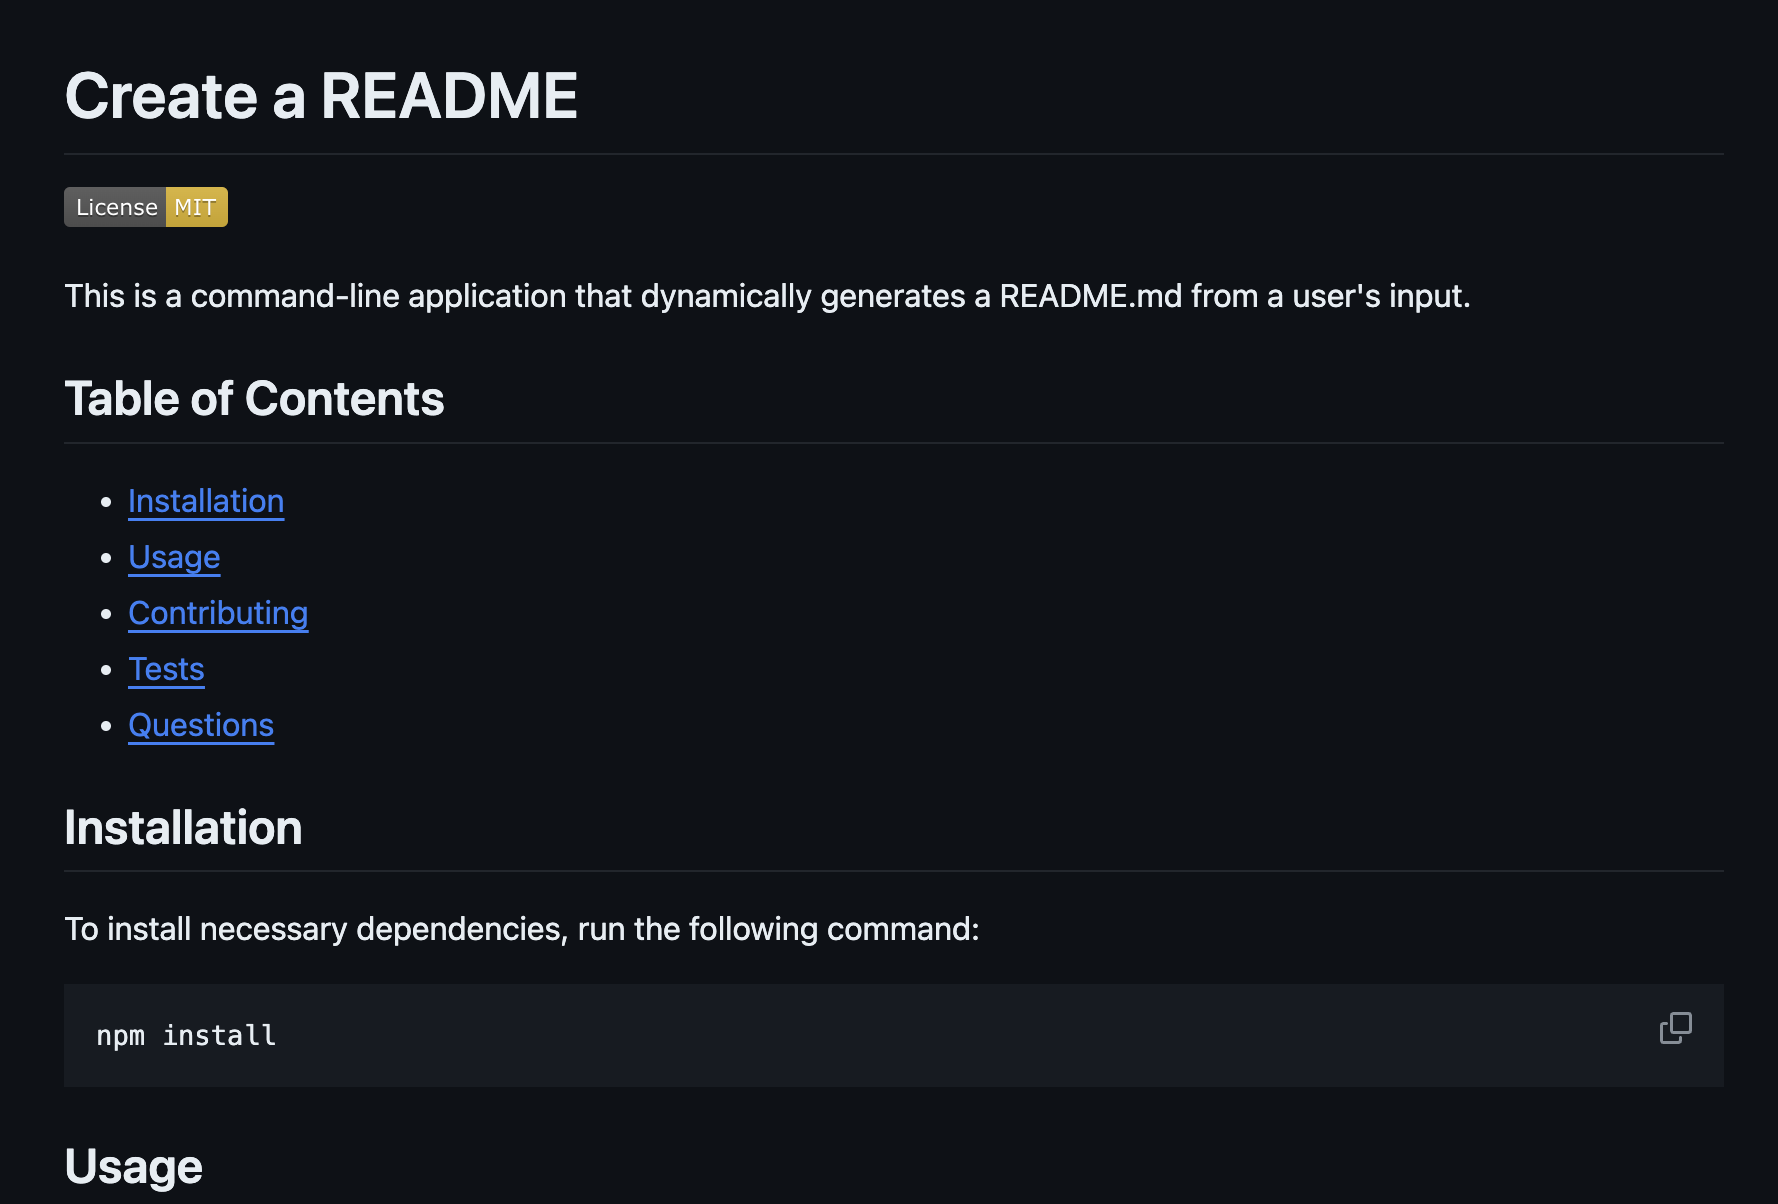 Create a README
License MIT
This is a command-line application that dynamically generates a README.md from a user's input.
Table of Contents
Installation
Usage
Contributing
Tests
Questions
Installation
To install necessary dependencies, run the following command:
npm install
Usage